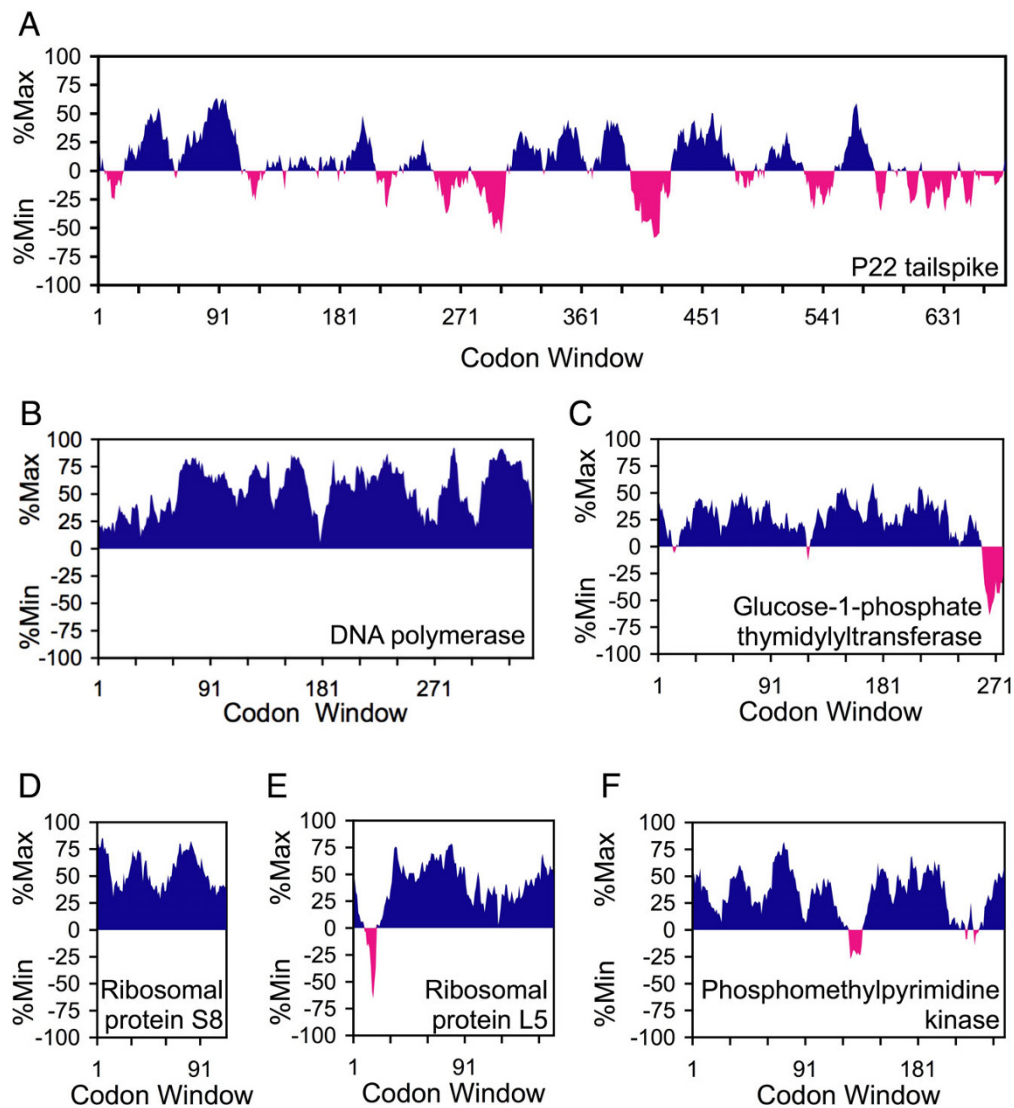 A
100
75
50
25
0
-25
-50
-75
-100
%Max
%Min
P22 tailspike
1 91 181 271 361 451 541 631
Codon Window
B
100
75
50
25
0
-25
-50
-75
-100
%Max
%Min
DNA polymerase
1 91 181 271
Codon Window
C
100
75
50
25
0
-25
-50
-75
-100
%Max
%Min
Glucose-1-phosphate
thymidylyltransferase
1 91 181 271
Codon Window
D
100
75
50
25
0
-25
-50
-75
-100
%Max
%Min
Ribosomal
protein S8
1 91
Codon Window
E
100
75
50
25
0
-25
-50
-75
-100
%Max
%Min
Ribosomal
protein L5
1 91
Codon Window
F
100
75
50
25
0
-25
-50
-75
-100
%Max
%Min
Phosphomethylpyrimidine
kinase
1 91 181
Codon Window